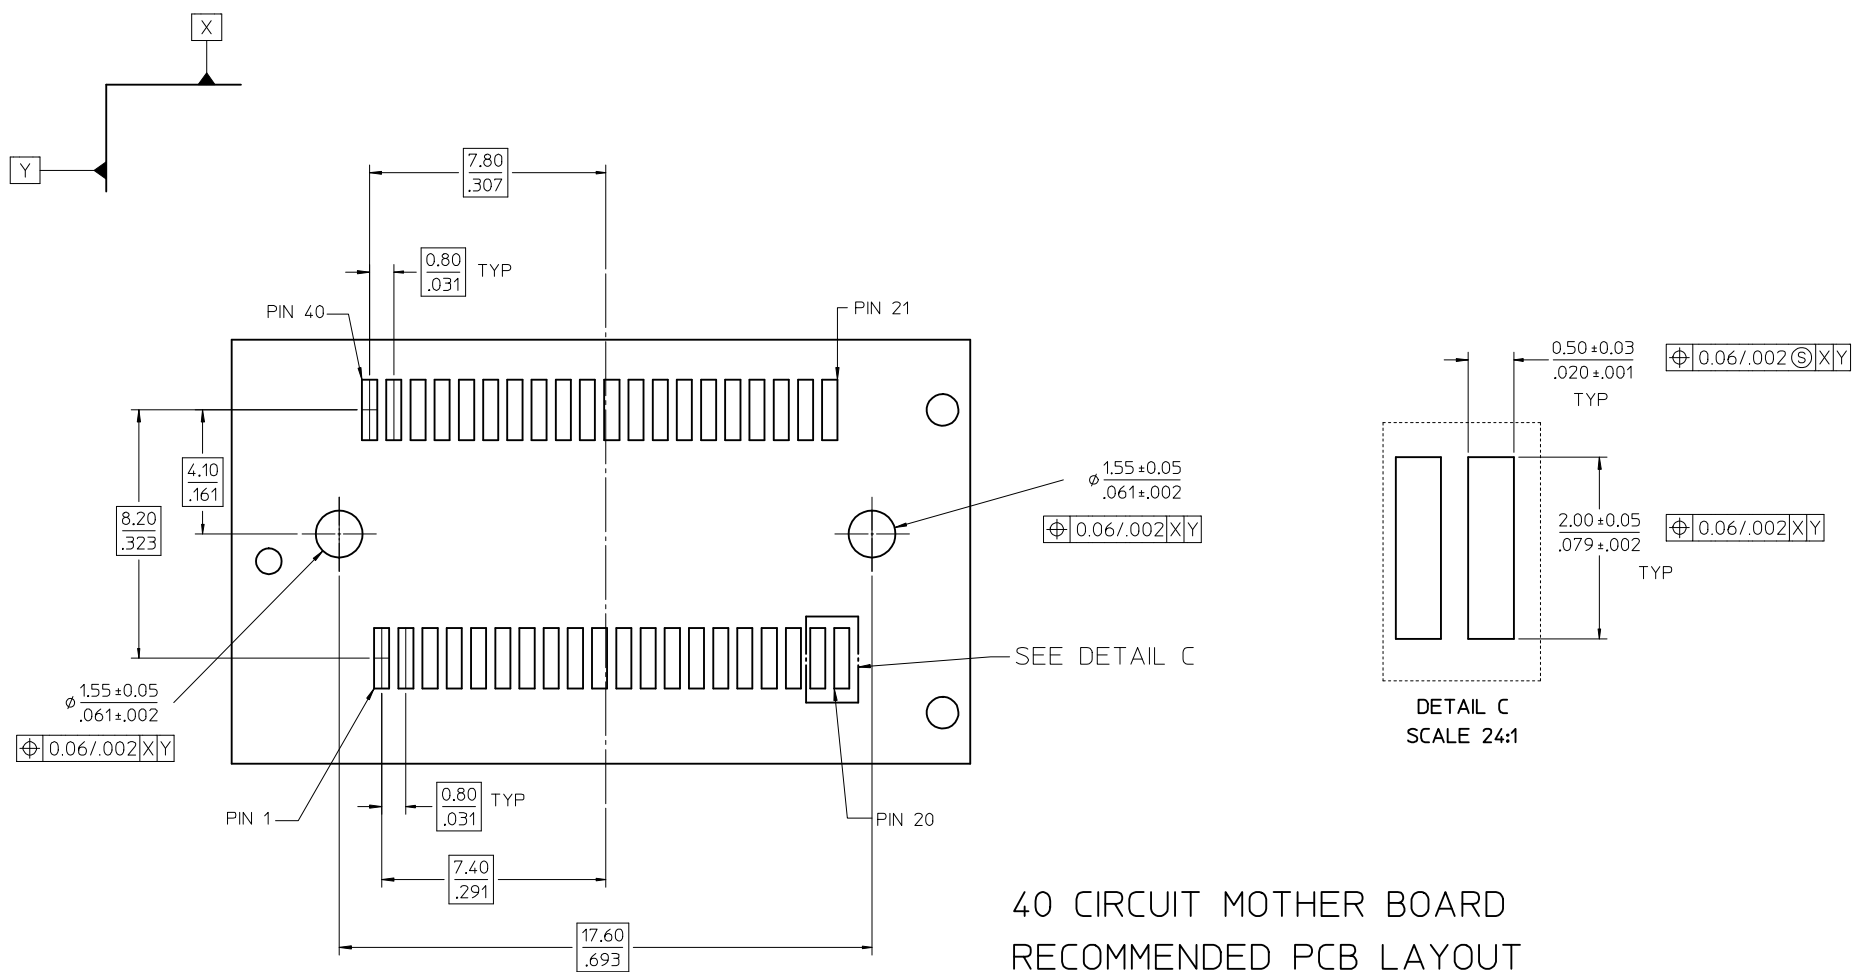 X
Y
7.80
.307
0.80 TYP
.031
PIN 40
PIN 21
4.10
.161
8.20
.323
⌀ 1.55 ±0.05
.061±.002
⌖ 0.06/.002 X Y
SEE DETAIL C
⌀ 1.55 ±0.05
.061±.002
⌖ 0.06/.002 X Y
PIN 1
0.80 TYP
.031
PIN 20
7.40
.291
17.60
.693
0.50 ±0.03
.020 ±.001
TYP
⌖ 0.06/.002 Ⓢ X Y
2.00 ±0.05
.079 ±.002
TYP
⌖ 0.06/.002 X Y
DETAIL C
SCALE 24:1
40 CIRCUIT MOTHER BOARD
RECOMMENDED PCB LAYOUT